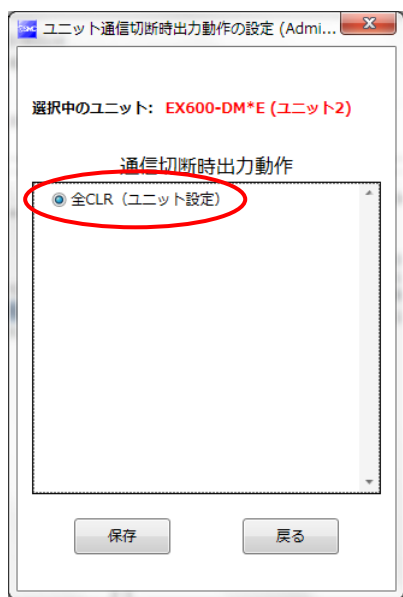 SMC ユニット通信切断時出力動作の設定 (Admi...
選択中のユニット: EX600-DM*E (ユニット2)
通信切断時出力動作
全CLR（ユニット設定）
保存
戻る